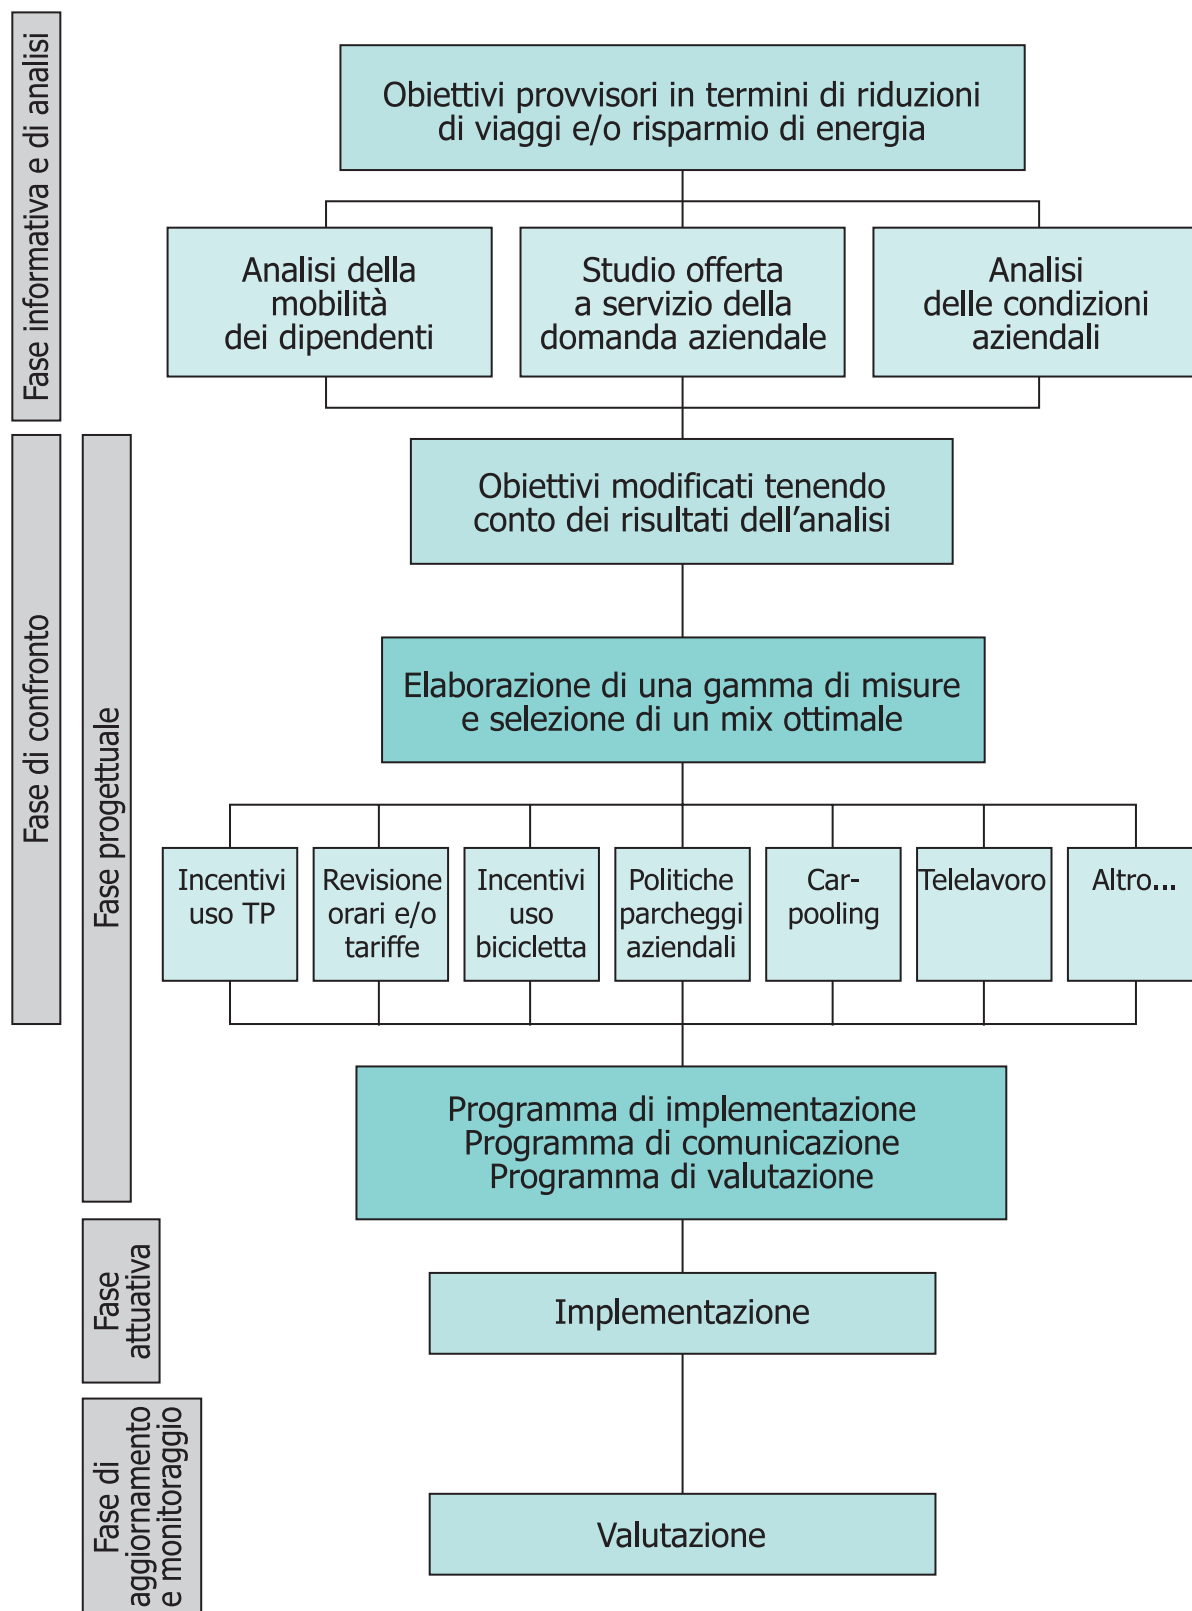 Fase informativa e di analisi
Obiettivi provvisori in termini di riduzioni
di viaggi e/o risparmio di energia
Analisi della
mobilità
dei dipendenti
Studio offerta
a servizio della
domanda aziendale
Analisi
delle condizioni
aziendali
Fase di confronto
Fase progettuale
Obiettivi modificati tenendo
conto dei risultati dell'analisi
Elaborazione di una gamma di misure
e selezione di un mix ottimale
Incentivi
uso TP
Revisione
orari e/o
tariffe
Incentivi
uso
bicicletta
Politiche
parcheggi
aziendali
Car-
pooling
Telelavoro
Altro...
Programma di implementazione
Programma di comunicazione
Programma di valutazione
Fase
attuativa
Implementazione
Fase di
aggiornamento
e monitoraggio
Valutazione